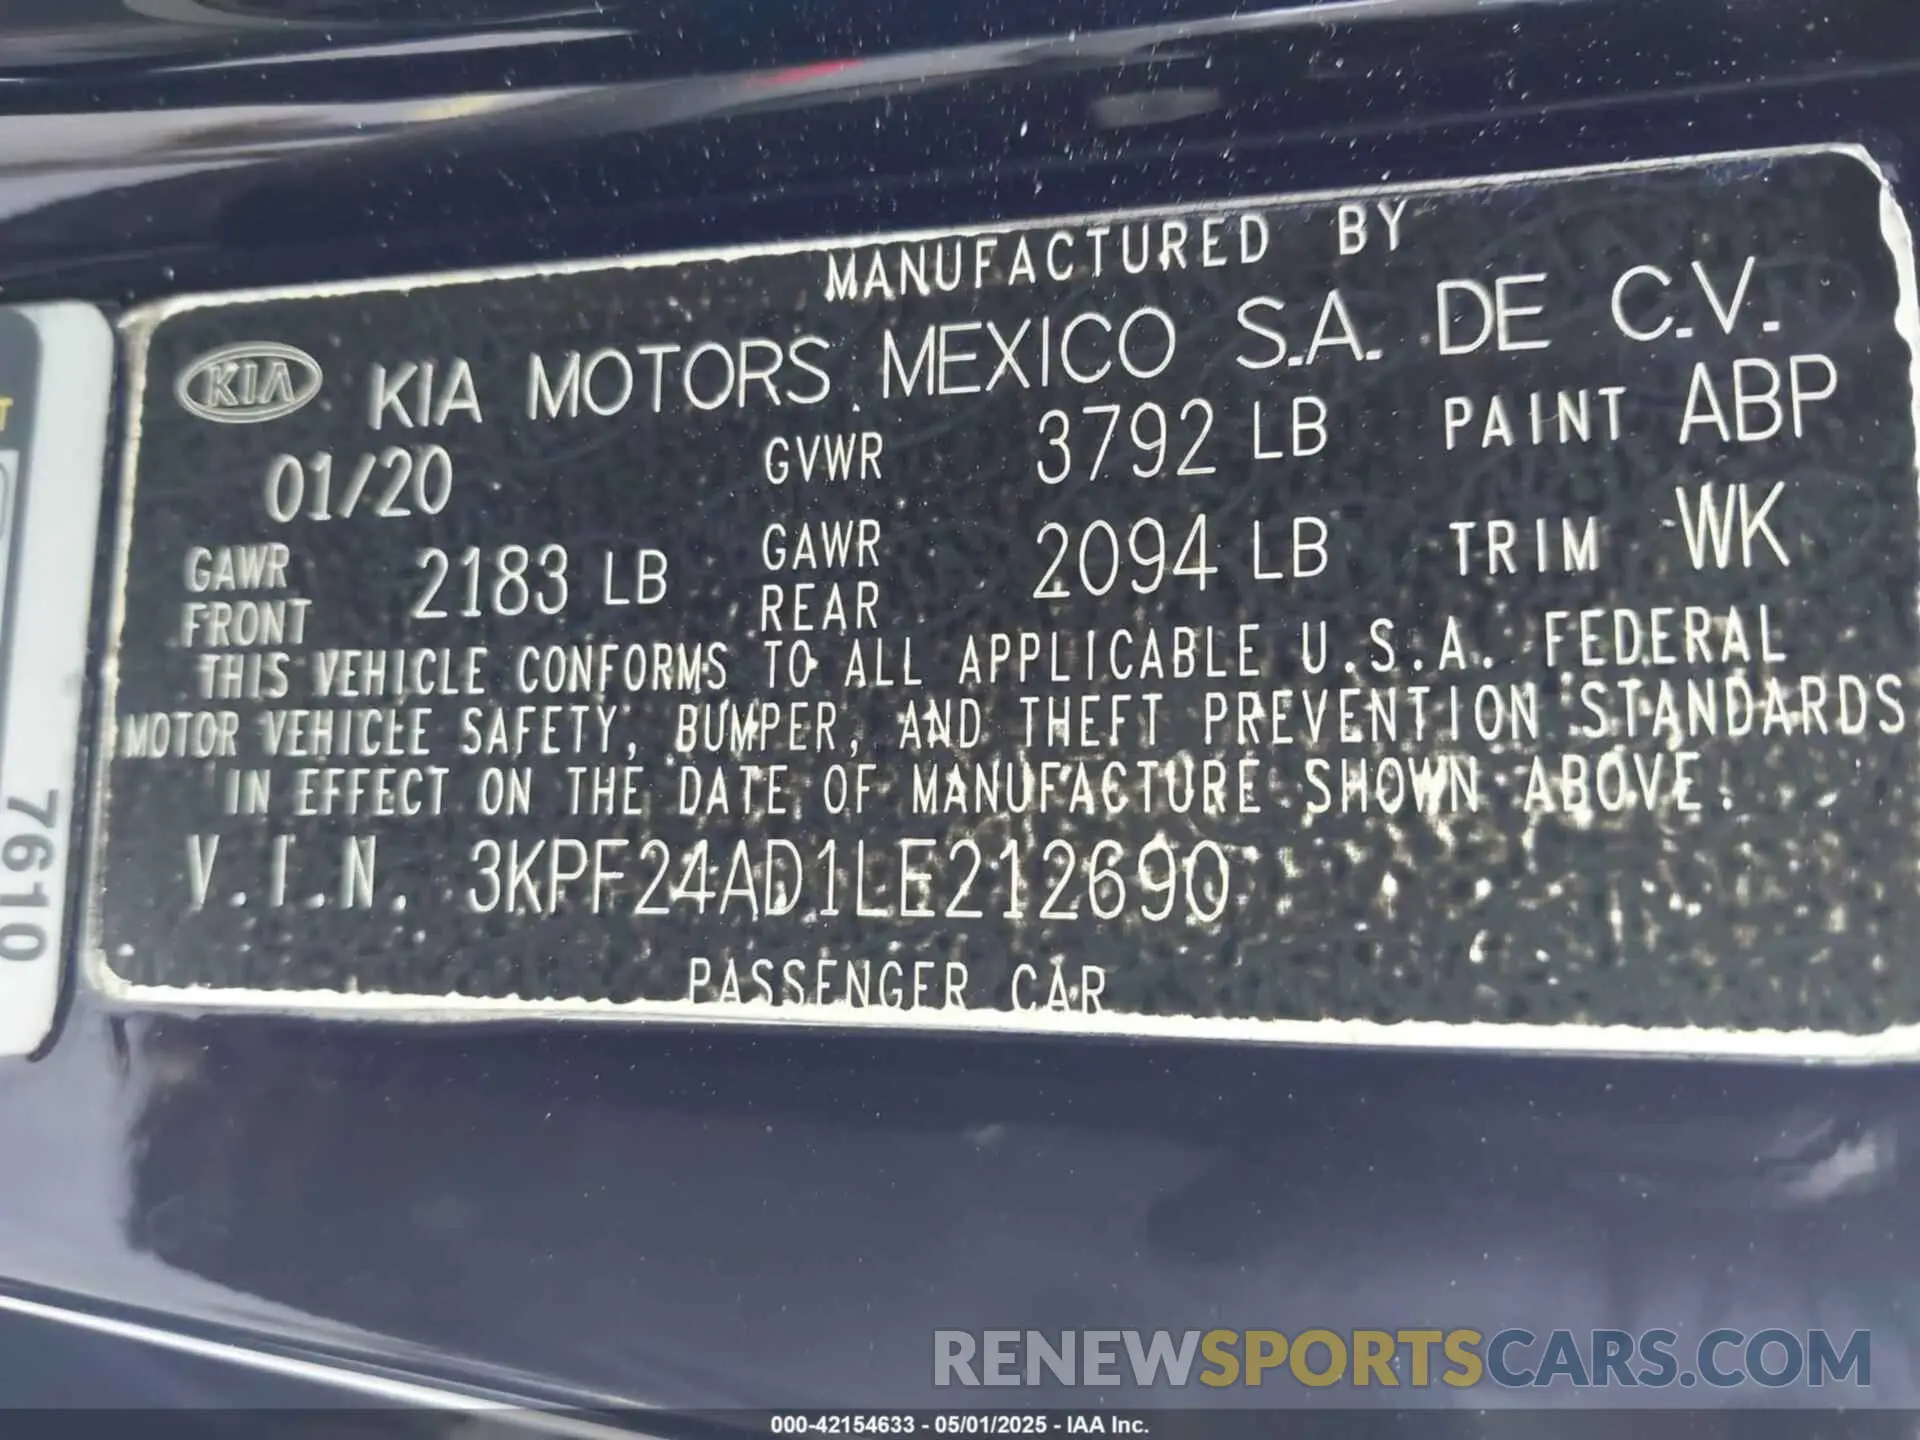 MANUFACTURED BY
KIA KIA MOTORS MEXICO S.A. DE C.V.
01/20 GVWR 3792 LB PAINT ABP
GAWR FRONT 2183 LB GAWR REAR 2094 LB TRIM WK
THIS VEHICLE CONFORMS TO ALL APPLICABLE U.S.A. FEDERAL
MOTOR VEHICLE SAFETY, BUMPER, AND THEFT PREVENTION STANDARDS
IN EFFECT ON THE DATE OF MANUFACTURE SHOWN ABOVE.
V.I.N. 3KPF24AD1LE212690
PASSENGER CAR
7610
RENEWSPORTSCARS.COM
000-42154633 - 05/01/2025 - IAA Inc.